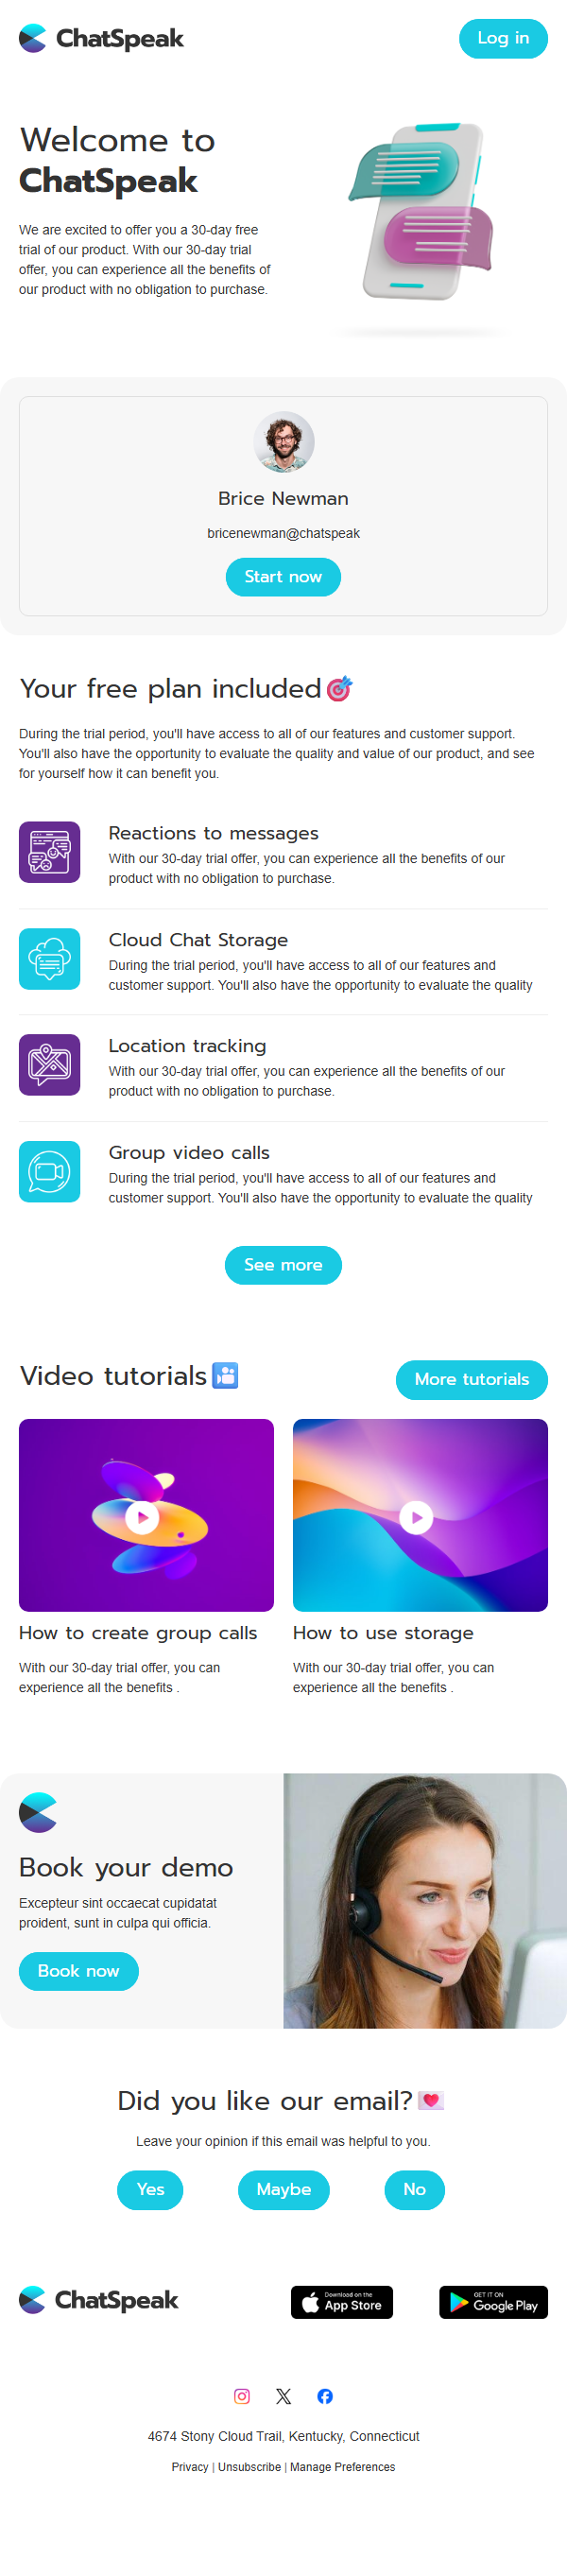 ChatSpeak
Log in
Welcome to
ChatSpeak
We are excited to offer you a 30-day free
trial of our product. With our 30-day trial
offer, you can experience all the benefits of
our product with no obligation to purchase.
Brice Newman
bricenewman@chatspeak
Start now
Your free plan included
During the trial period, you'll have access to all of our features and customer support.
You'll also have the opportunity to evaluate the quality and value of our product, and see
for yourself how it can benefit you.
Reactions to messages
With our 30-day trial offer, you can experience all the benefits of our
product with no obligation to purchase.
Cloud Chat Storage
During the trial period, you'll have access to all of our features and
customer support. You'll also have the opportunity to evaluate the quality
Location tracking
With our 30-day trial offer, you can experience all the benefits of our
product with no obligation to purchase.
Group video calls
During the trial period, you'll have access to all of our features and
customer support. You'll also have the opportunity to evaluate the quality
See more
Video tutorials
More tutorials
How to create group calls
With our 30-day trial offer, you can
experience all the benefits .
How to use storage
With our 30-day trial offer, you can
experience all the benefits .
Book your demo
Excepteur sint occaecat cupidatat
proident, sunt in culpa qui officia.
Book now
Did you like our email?
Leave your opinion if this email was helpful to you.
Yes
Maybe
No
ChatSpeak
Download on the
App Store
GET IT ON
Google Play
4674 Stony Cloud Trail, Kentucky, Connecticut
Privacy | Unsubscribe | Manage Preferences